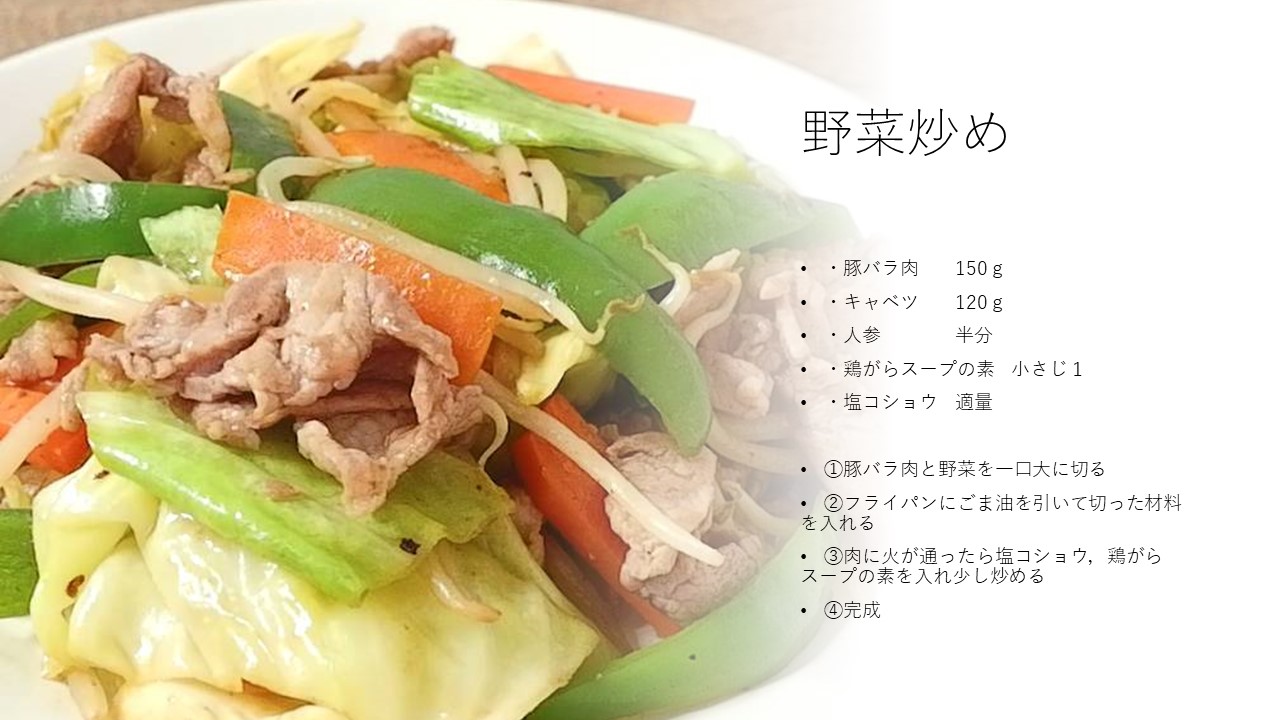 野菜炒め
• ・豚バラ肉　　150ｇ
• ・キャベツ　　120ｇ
• ・人参　　　　半分
• ・鶏がらスープの素　小さじ１
• ・塩コショウ　適量
• ①豚バラ肉と野菜を一口大に切る
• ②フライパンにごま油を引いて切った材料
を入れる
• ③肉に火が通ったら塩コショウ，鶏がら
スープの素を入れ少し炒める
• ④完成